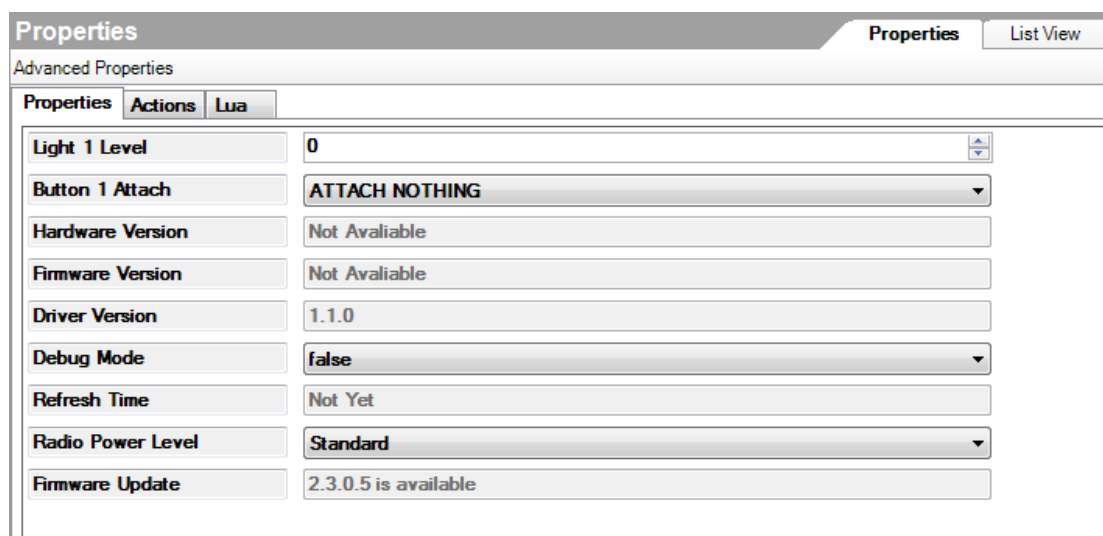 Properties Properties List View
Advanced Properties
Properties Actions Lua
Light 1 Level 0
Button 1 Attach ATTACH NOTHING
Hardware Version Not Avaliable
Firmware Version Not Avaliable
Driver Version 1.1.0
Debug Mode false
Refresh Time Not Yet
Radio Power Level Standard
Firmware Update 2.3.0.5 is available